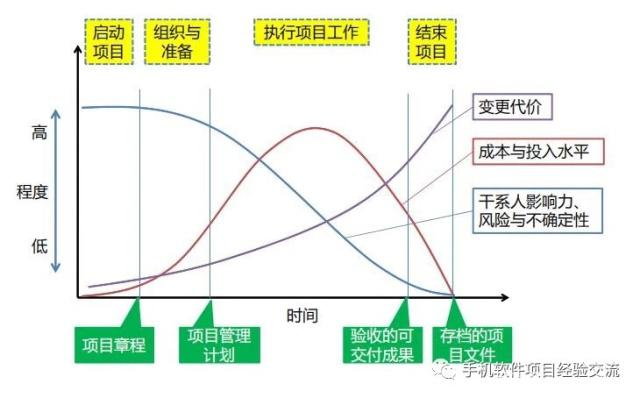 启动
项目
组织与
准备
执行项目工作
结束
项目
高
程度
低
变更代价
成本与投入水平
干系人影响力、
风险与不确定性
时间
项目章程
项目管理
计划
验收的可
交付成果
存档的项
目文件
手机软件项目经验交流